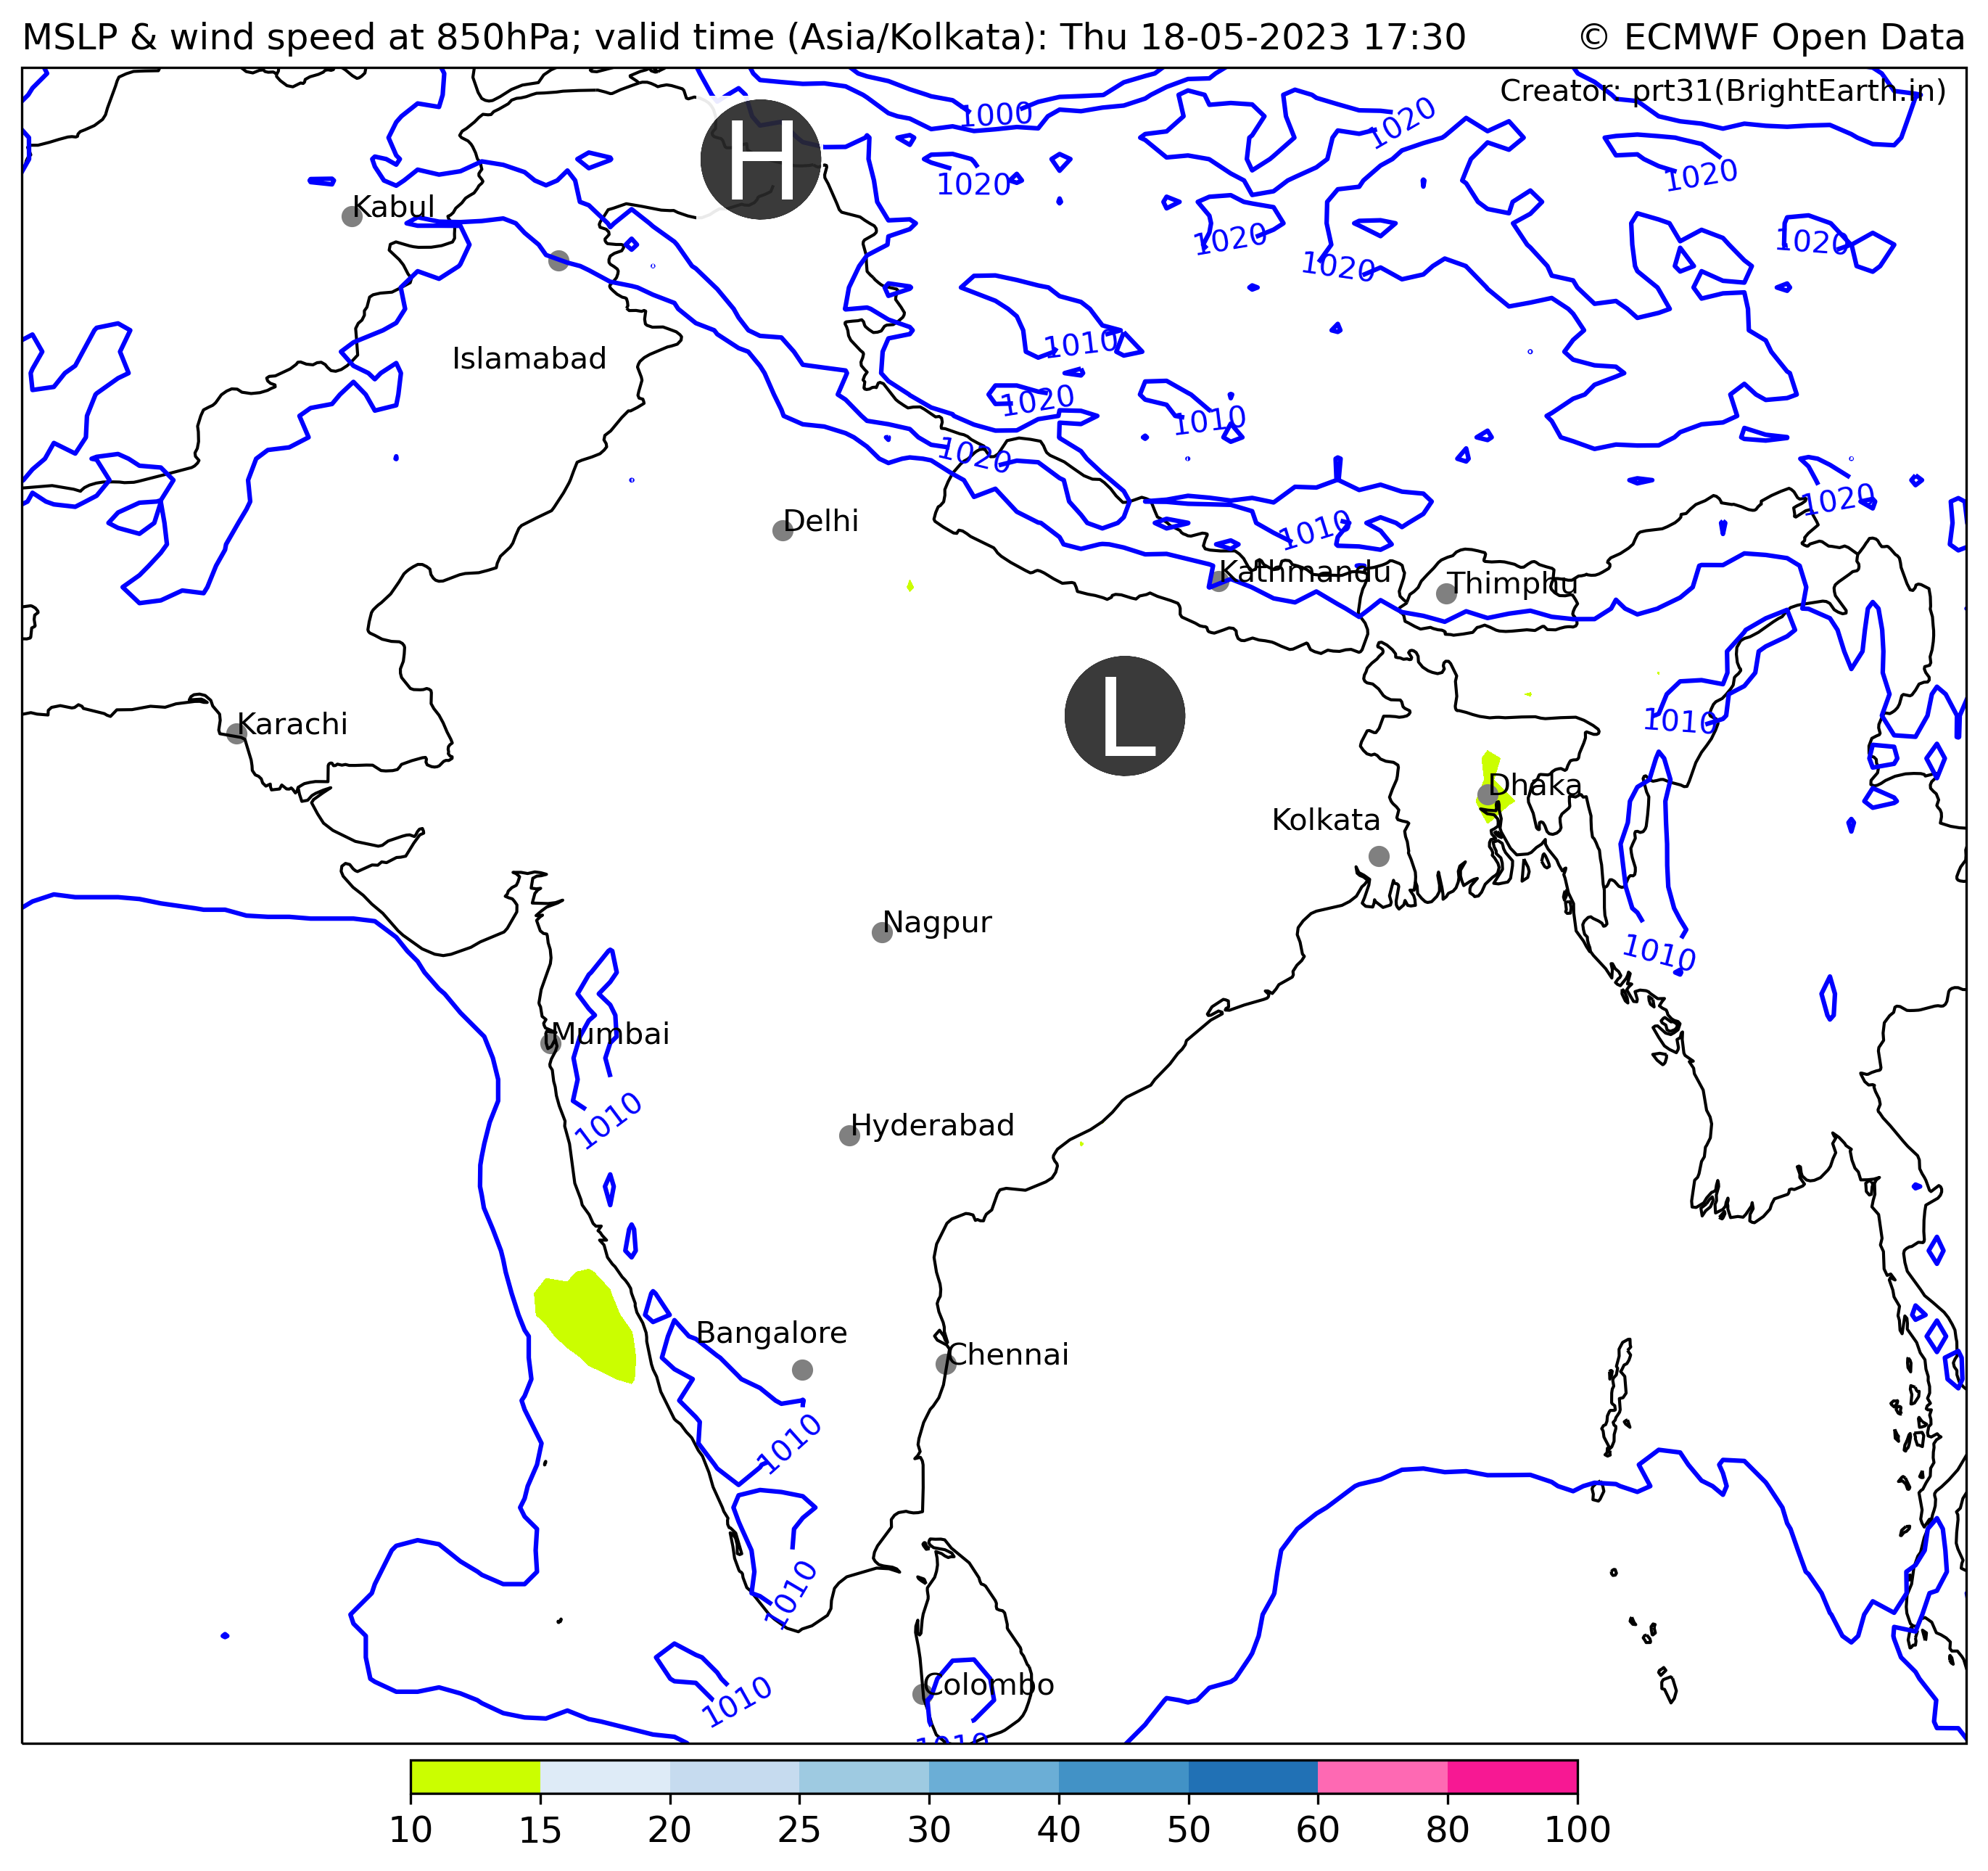 MSLP & wind speed at 850hPa; valid time (Asia/Kolkata): Thu 18-05-2023 17:30 © ECMWF Open Data
Creator: prt31(BrightEarth.in)
1000
1020
H
1020
1020
Kabul
1020
1020
1020
1010
Islamabad
1020
1010
1020
1020
Delhi
1010
Kathmandu
Thimphu
L
1010
Karachi
Dhaka
Kolkata
Nagpur
1010
Mumbai
1010
Hyderabad
Bangalore
Chennai
1010
1010
Colombo
1010
1010
10 15 20 25 30 40 50 60 80 100